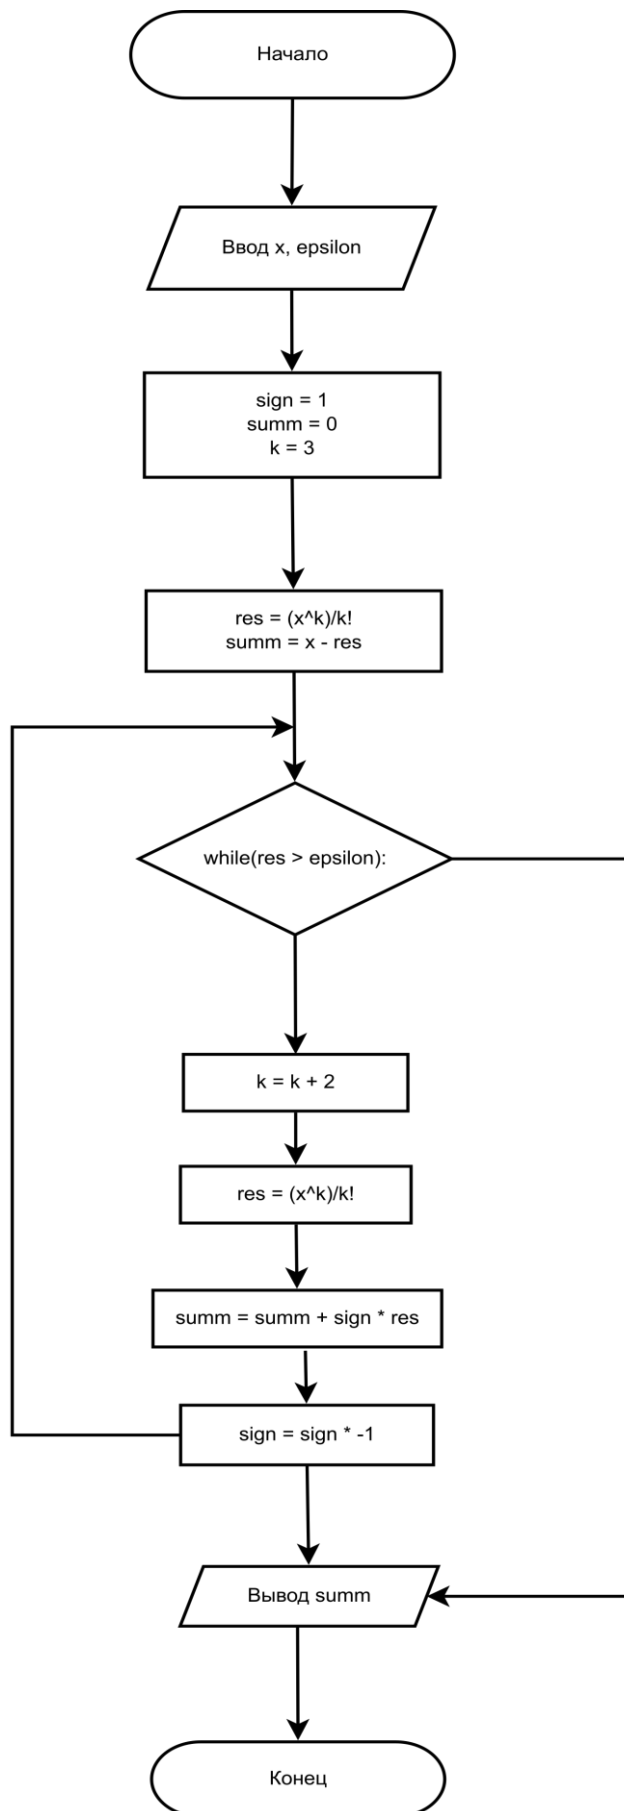 Начало
Ввод x, epsilon
sign = 1
summ = 0
k = 3
res = (x^k)/k!
summ = x - res
while(res > epsilon):
k = k + 2
res = (x^k)/k!
summ = summ + sign * res
sign = sign * -1
Вывод summ
Конец